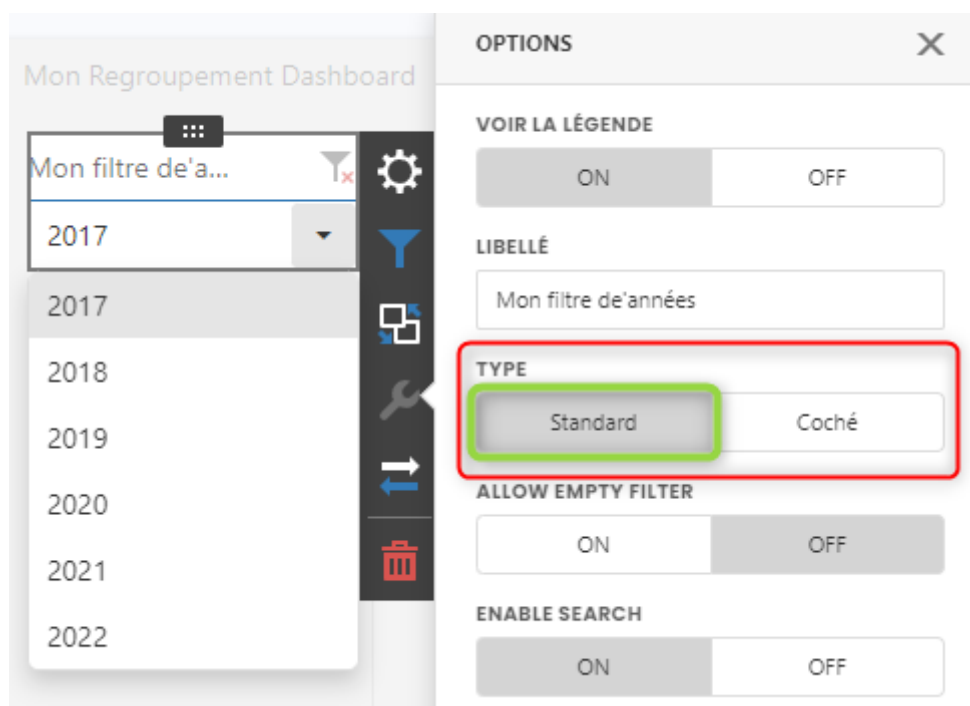 Mon Regroupement Dashboard
Mon filtre de'a...
2017
2017
2018
2019
2020
2021
2022
OPTIONS
VOIR LA LÉGENDE
ON OFF
LIBELLÉ
Mon filtre de'années
TYPE
Standard Coché
ALLOW EMPTY FILTER
ON OFF
ENABLE SEARCH
ON OFF